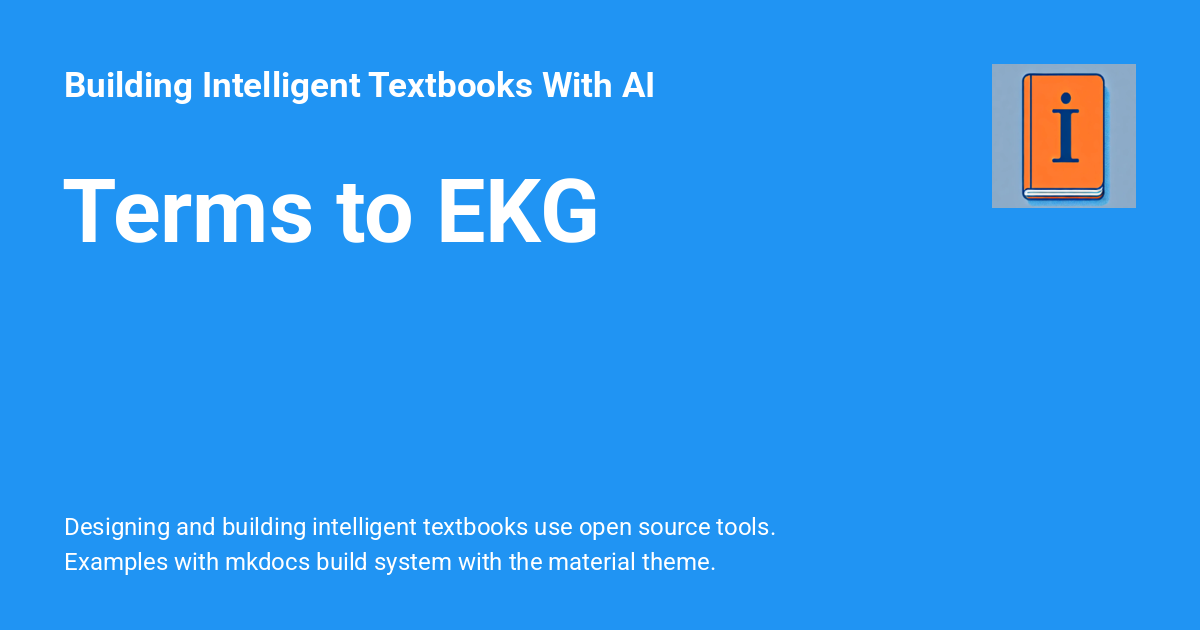 Building Intelligent Textbooks With AI
i
Terms to EKG
Designing and building intelligent textbooks use open source tools.
Examples with mkdocs build system with the material theme.